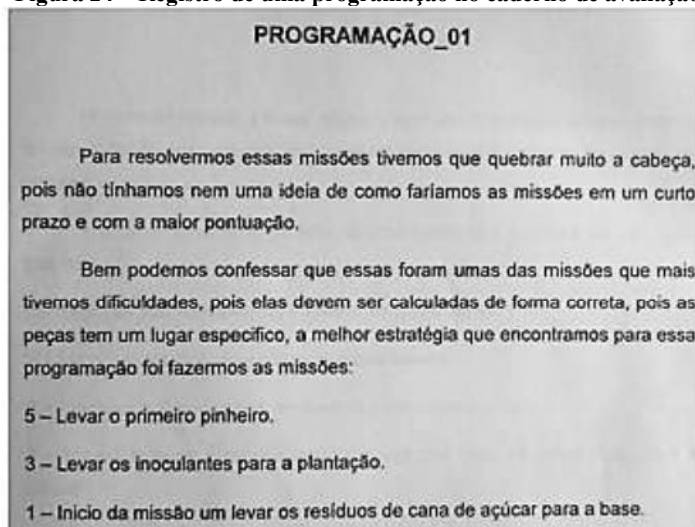 PROGRAMAÇÃO_01
Para resolvermos essas missões tivemos que quebrar muito a cabeça,
pois não tínhamos nem uma ideia de como faríamos as missões em um curto
prazo e com a maior pontuação.
Bem podemos confessar que essas foram umas das missões que mais
tivemos dificuldades, pois elas devem ser calculadas de forma correta, pois as
peças tem um lugar especifico, a melhor estratégia que encontramos para essa
programação foi fazermos as missões:
5 – Levar o primeiro pinheiro.
3 – Levar os inoculantes para a plantação.
1 – Inicio da missão um levar os resíduos de cana de açúcar para a base.